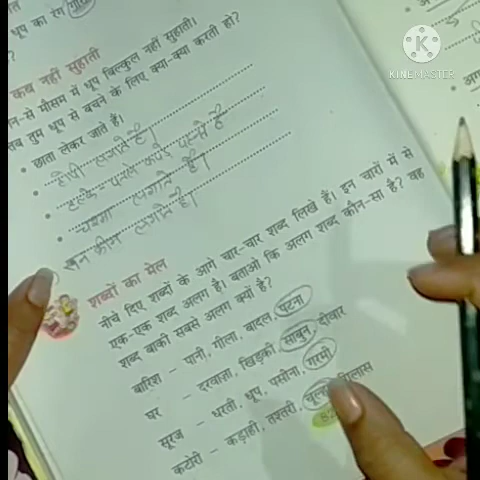 धूप का रंग
कब नहीं सुहाती
-से मौसम में धूप बिल्कुल नहीं सुहाती।
तुम धूप से बचने के लिए क्या-क्या करती हो?
छाता लेकर जाते हैं।
टोपी लगाते हैं।
हल्के पतले कपड़े पहनते हैं
चश्मा लगाते हैं।
सन क्रीम लगाते हैं।
शब्दों का मेल
नीचे दिए शब्दों के आगे चार-चार शब्द लिखे हैं। इन चारों में से
एक-एक शब्द अलग है। बताओ कि अलग शब्द कौन-सा है? वह
शब्द बाकी सबसे अलग क्यों है?
बारिश – पानी, गीला, बादल, पटना
घर – दरवाज़ा, खिड़की, साबुन, दीवार
सूरज – धरती, धूप, पसीना, गरमी
कटोरी – कड़ाही, तश्तरी, गिलास
KINEMASTER